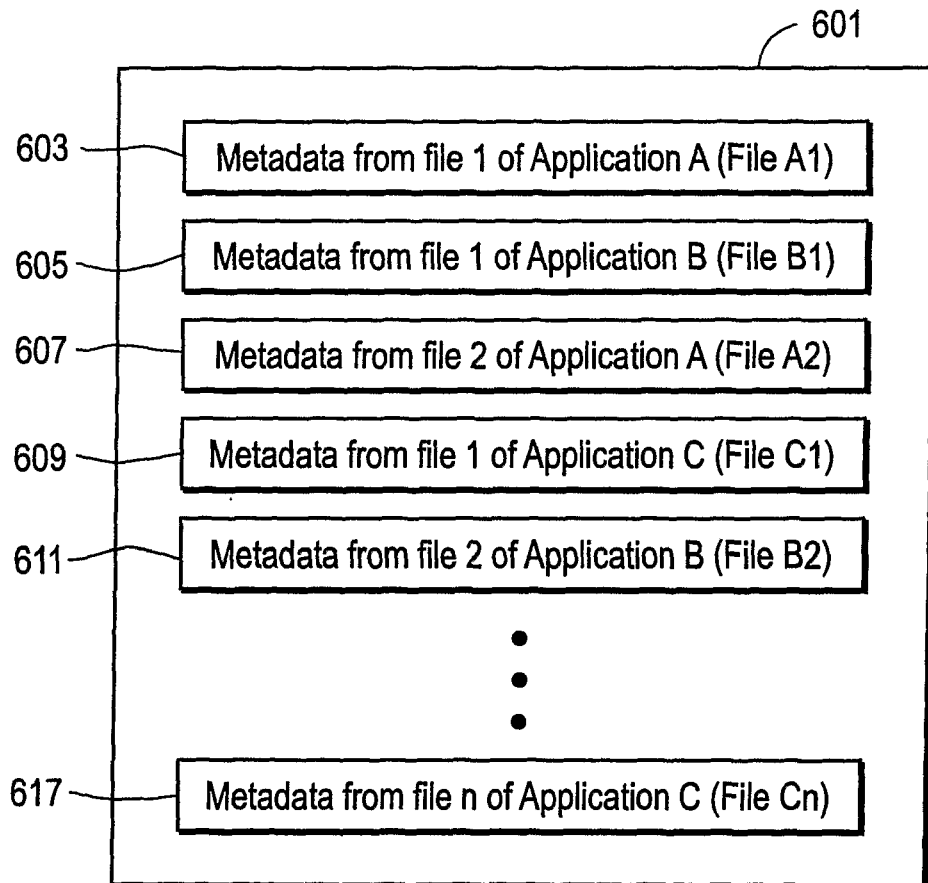 601
603 Metadata from file 1 of Application A (File A1)
605 Metadata from file 1 of Application B (File B1)
607 Metadata from file 2 of Application A (File A2)
609 Metadata from file 1 of Application C (File C1)
611 Metadata from file 2 of Application B (File B2)
617 Metadata from file n of Application C (File Cn)